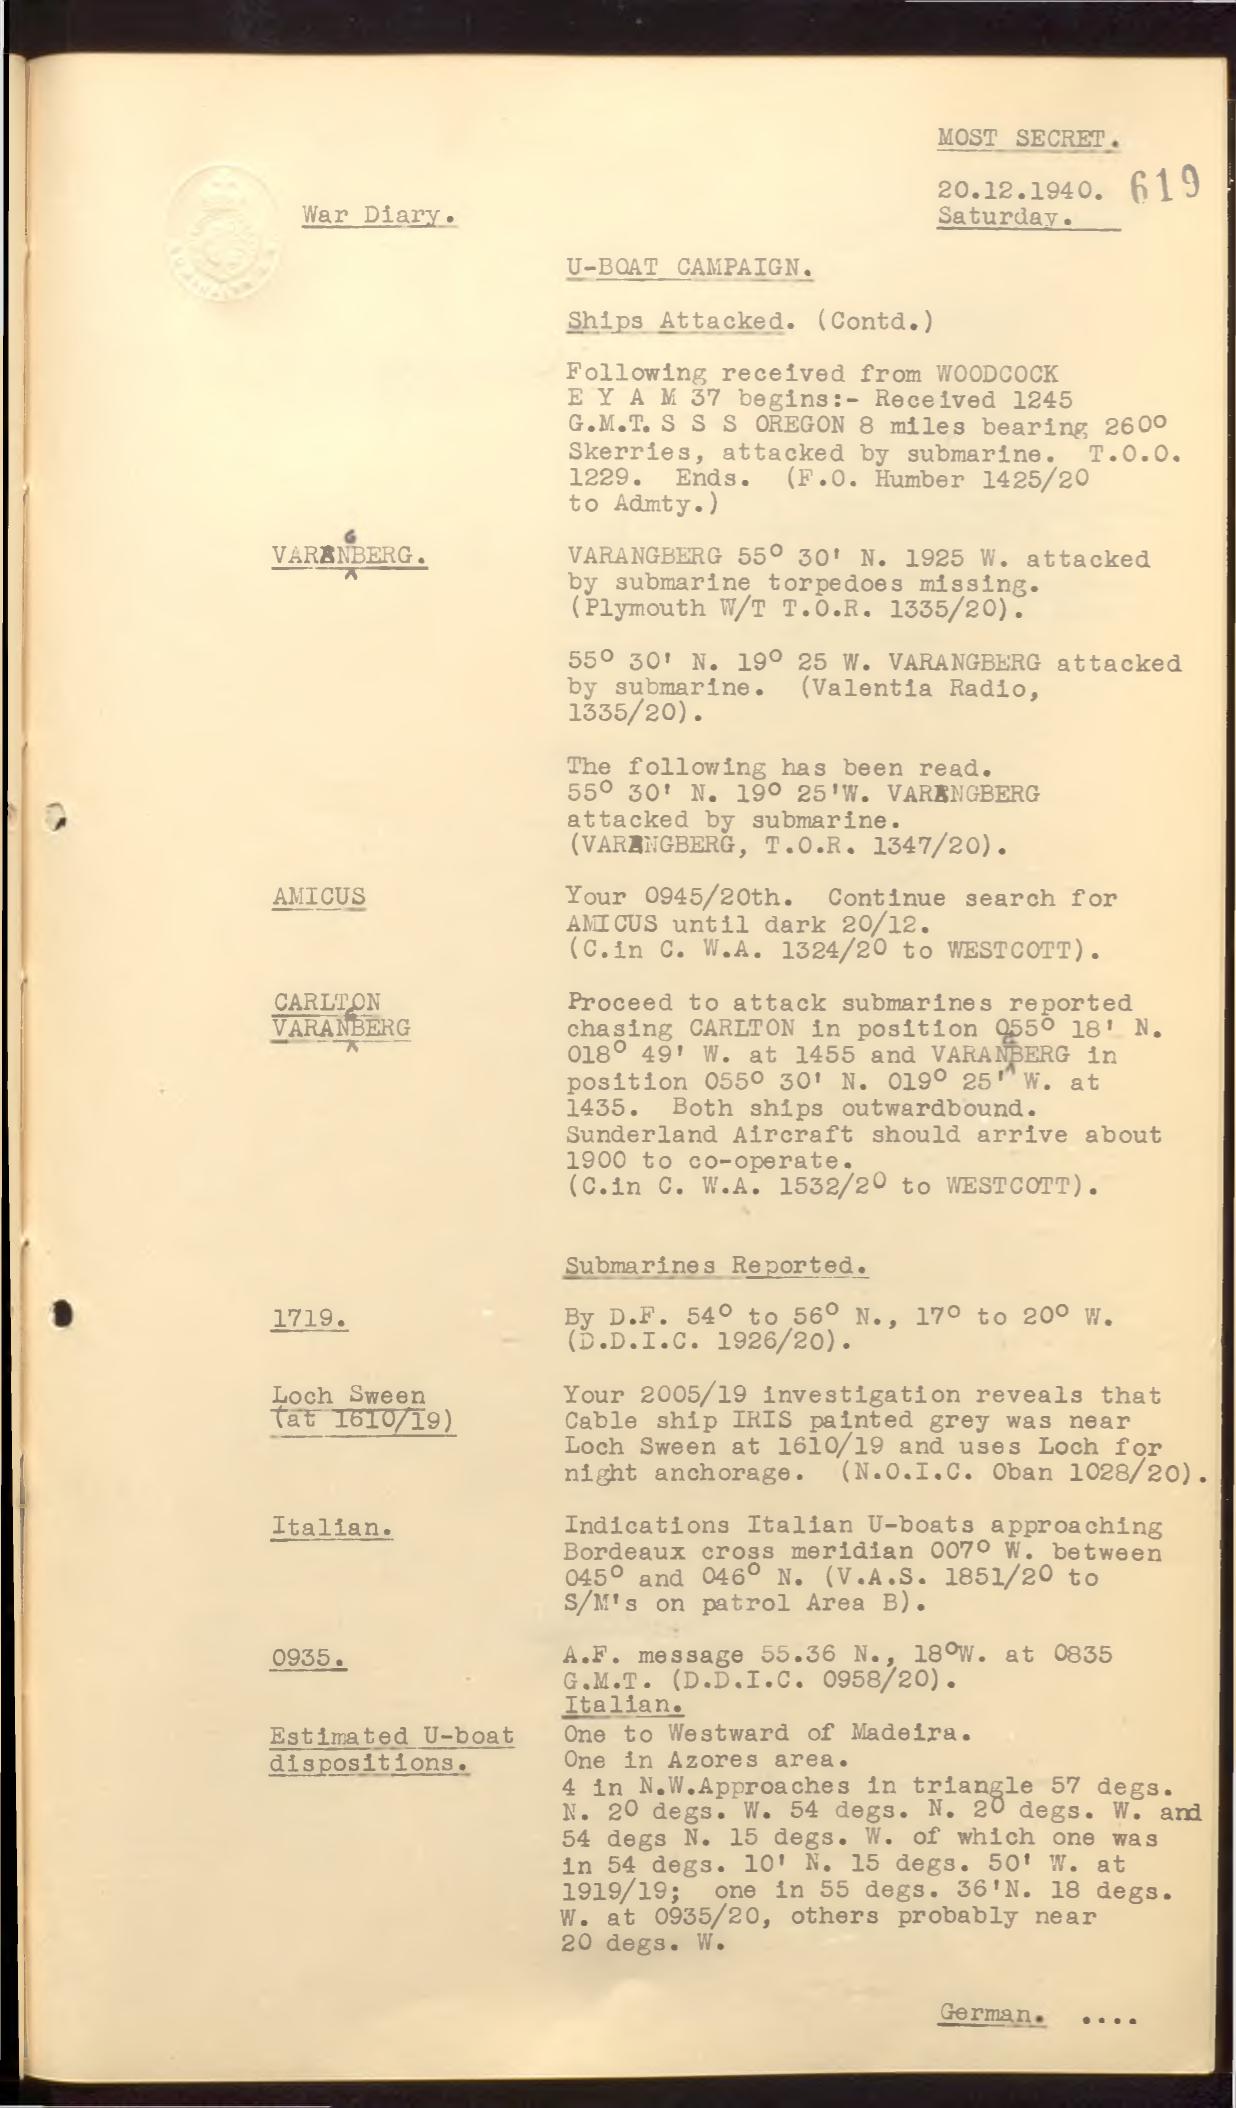 MOST SECRET.
20.12.1940. 619
War Diary.
Saturday.
U-BOAT CAMPAIGN.
Ships Attacked. (Contd.)
Following received from WOODCOCK
E Y A M 37 begins:- Received 1245
G.M.T. S S S OREGON 8 miles bearing 260°
Skerries, attacked by submarine. T.O.O.
1229. Ends. (F.O. Humber 1425/20
to Admty.)
VARANGBERG.
VARANGBERG 55° 30' N. 1925 W. attacked
by submarine torpedoes missing.
(Plymouth W/T T.O.R. 1335/20).
55° 30' N. 19° 25 W. VARANGBERG attacked
by submarine. (Valentia Radio,
1335/20).
The following has been read.
55° 30' N. 19° 25'W. VARANGBERG
attacked by submarine.
(VARANGBERG, T.O.R. 1347/20).
AMICUS
Your 0945/20th. Continue search for
AMICUS until dark 20/12.
(C.in C. W.A. 1324/20 to WESTCOTT).
CARLTON
VARANGBERG
Proceed to attack submarines reported
chasing CARLTON in position 055° 18' N.
018° 49' W. at 1455 and VARANGBERG in
position 055° 30' N. 019° 25' W. at
1435. Both ships outwardbound.
Sunderland Aircraft should arrive about
1900 to co-operate.
(C.in C. W.A. 1532/20 to WESTCOTT).
Submarines Reported.
1719.
By D.F. 54° to 56° N., 17° to 20° W.
(D.D.I.C. 1926/20).
Loch Sween
(at 1610/19)
Your 2005/19 investigation reveals that
Cable ship IRIS painted grey was near
Loch Sween at 1610/19 and uses Loch for
night anchorage. (N.O.I.C. Oban 1028/20).
Italian.
Indications Italian U-boats approaching
Bordeaux cross meridian 007° W. between
045° and 046° N. (V.A.S. 1851/20 to
S/M's on patrol Area B).
0935.
A.F. message 55.36 N., 18°W. at 0835
G.M.T. (D.D.I.C. 0958/20).
Italian.
Estimated U-boat
dispositions.
One to Westward of Madeira.
One in Azores area.
4 in N.W.Approaches in triangle 57 degs.
N. 20 degs. W. 54 degs. N. 20 degs. W. and
54 degs N. 15 degs. W. of which one was
in 54 degs. 10' N. 15 degs. 50' W. at
1919/19; one in 55 degs. 36'N. 18 degs.
W. at 0935/20, others probably near
20 degs. W.
German. ....